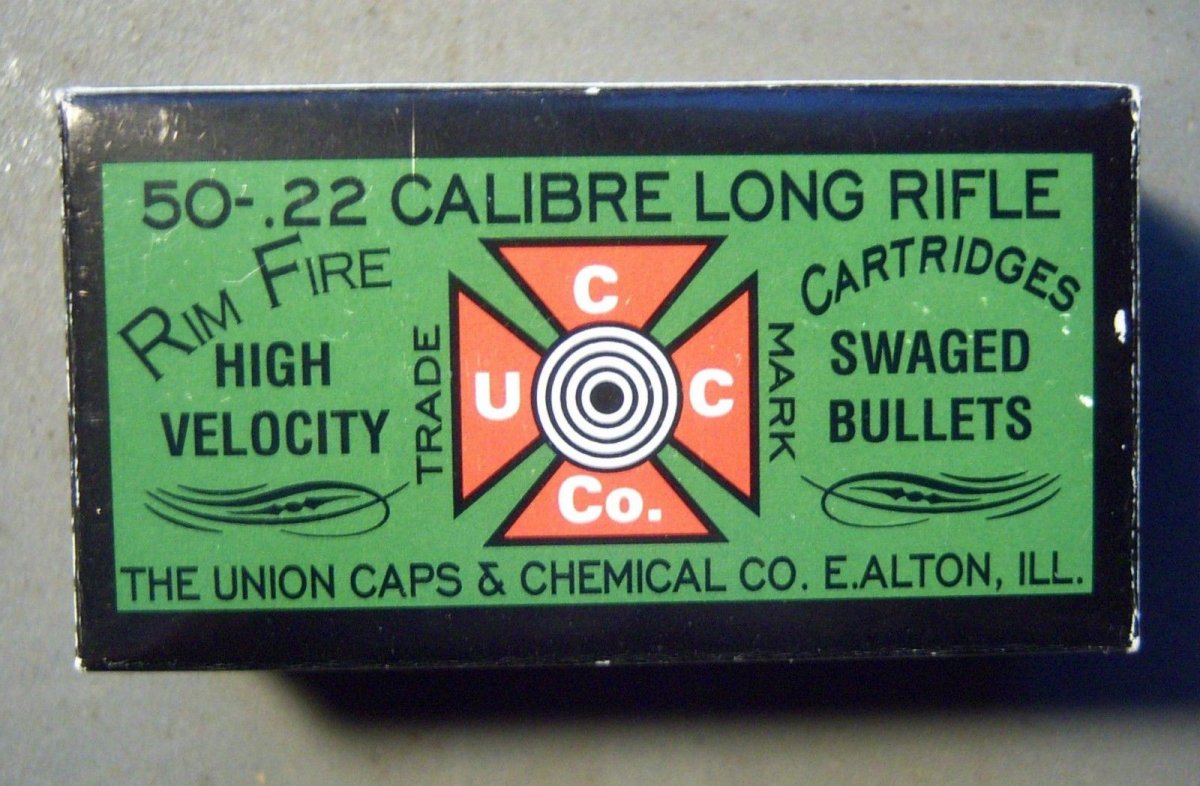 50-.22 CALIBRE LONG RIFLE
RIM FIRE
HIGH
VELOCITY
TRADE
C
U C
Co.
MARK
CARTRIDGES
SWAGED
BULLETS
THE UNION CAPS & CHEMICAL CO. E.ALTON, ILL.